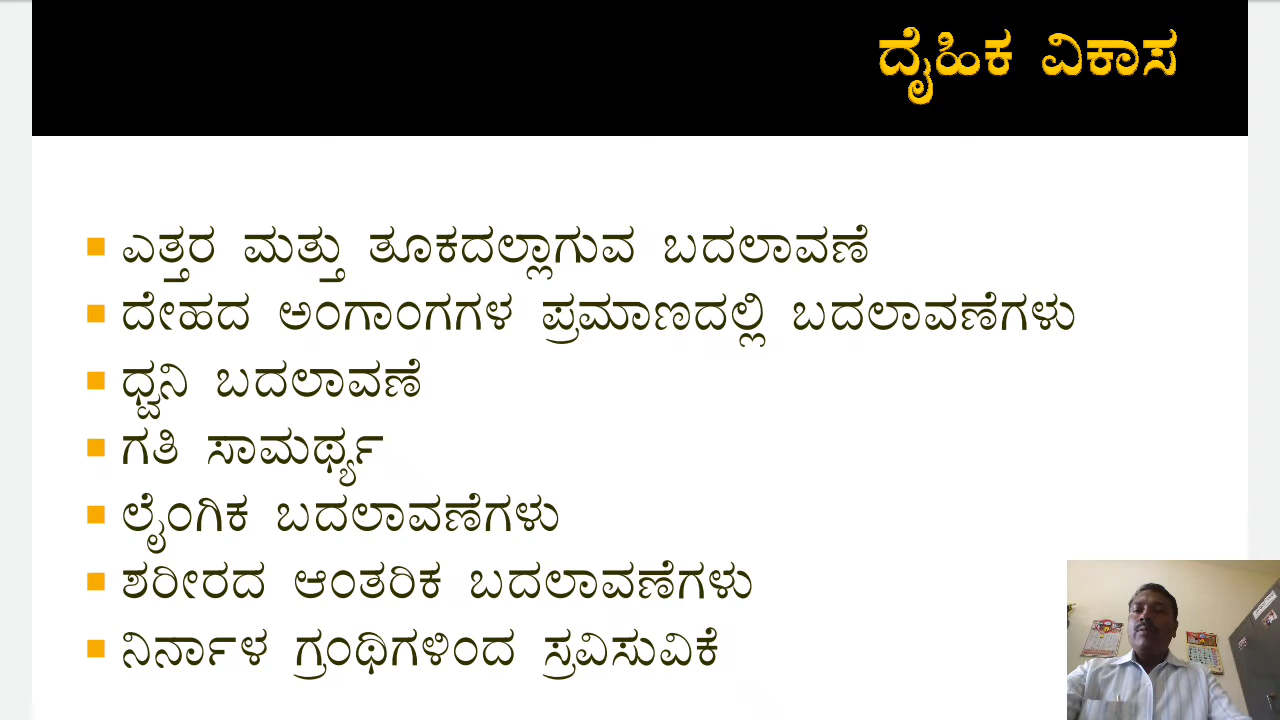 ದೈಹಿಕ ವಿಕಾಸ
ಎತ್ತರ ಮತ್ತು ತೂಕದಲ್ಲಾಗುವ ಬದಲಾವಣೆ
ದೇಹದ ಅಂಗಾಂಗಗಳ ಪ್ರಮಾಣದಲ್ಲಿ ಬದಲಾವಣೆಗಳು
ಧ್ವನಿ ಬದಲಾವಣೆ
ಗತಿ ಸಾಮರ್ಥ್ಯ
ಲೈಂಗಿಕ ಬದಲಾವಣೆಗಳು
ಶರೀರದ ಆಂತರಿಕ ಬದಲಾವಣೆಗಳು
ನಿರ್ನಾಳ ಗ್ರಂಥಿಗಳಿಂದ ಸ್ರವಿಸುವಿಕೆ